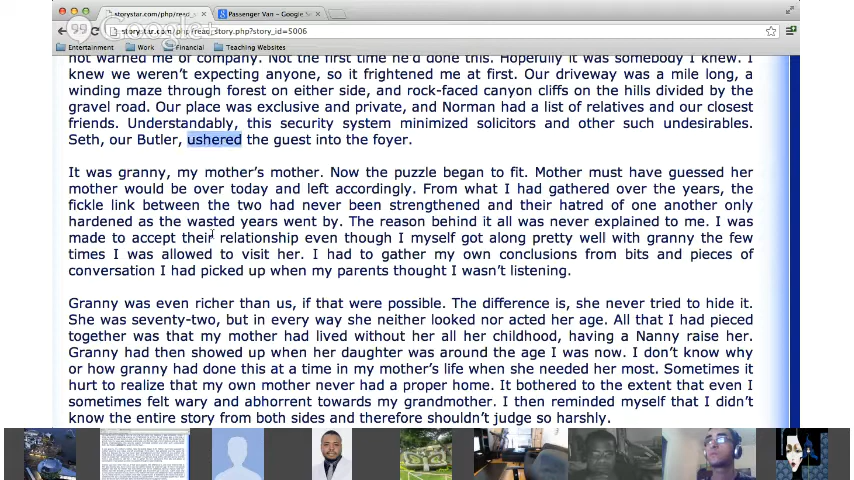 storystar.com/php/read_s
Passenger Van - Google S
storystar.com/php/read_story.php?story_id=5006
Google+
Entertainment Work Financial Teaching Websites
not warned me of company. Not the first time he'd done this. Hopefully it was somebody I knew. I
knew we weren't expecting anyone, so it frightened me at first. Our driveway was a mile long, a
winding maze through forest on either side, and rock-faced canyon cliffs on the hills divided by the
gravel road. Our place was exclusive and private, and Norman had a list of relatives and our closest
friends. Understandably, this security system minimized solicitors and other such undesirables.
Seth, our Butler, ushered the guest into the foyer.
It was granny, my mother's mother. Now the puzzle began to fit. Mother must have guessed her
mother would be over today and left accordingly. From what I had gathered over the years, the
fickle link between the two had never been strengthened and their hatred of one another only
hardened as the wasted years went by. The reason behind it all was never explained to me. I was
made to accept their relationship even though I myself got along pretty well with granny the few
times I was allowed to visit her. I had to gather my own conclusions from bits and pieces of
conversation I had picked up when my parents thought I wasn't listening.
Granny was even richer than us, if that were possible. The difference is, she never tried to hide it.
She was seventy-two, but in every way she neither looked nor acted her age. All that I had pieced
together was that my mother had lived without her all her childhood, having a Nanny raise her.
Granny had then showed up when her daughter was around the age I was now. I don't know why
or how granny had done this at a time in my mother's life when she needed her most. Sometimes it
hurt to realize that my own mother never had a proper home. It bothered to the extent that even I
sometimes felt wary and abhorrent towards my grandmother. I then reminded myself that I didn't
know the entire story from both sides and therefore shouldn't judge so harshly.